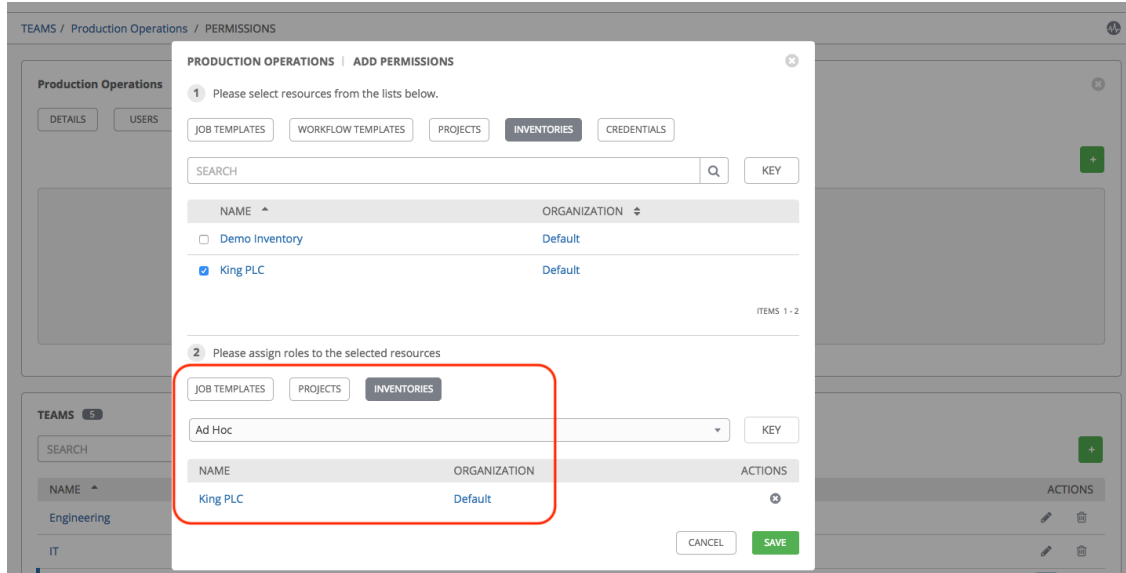 TEAMS / Production Operations / PERMISSIONS
PRODUCTION OPERATIONS | ADD PERMISSIONS
Production Operations
1 Please select resources from the lists below.
DETAILS USERS
JOB TEMPLATES WORKFLOW TEMPLATES PROJECTS INVENTORIES CREDENTIALS
SEARCH KEY
+
NAME ORGANIZATION
Demo Inventory Default
King PLC Default
ITEMS 1 - 2
2 Please assign roles to the selected resources
JOB TEMPLATES PROJECTS INVENTORIES
TEAMS 5
Ad Hoc KEY
SEARCH
+
NAME ORGANIZATION ACTIONS
King PLC Default
NAME ACTIONS
Engineering
CANCEL SAVE
IT